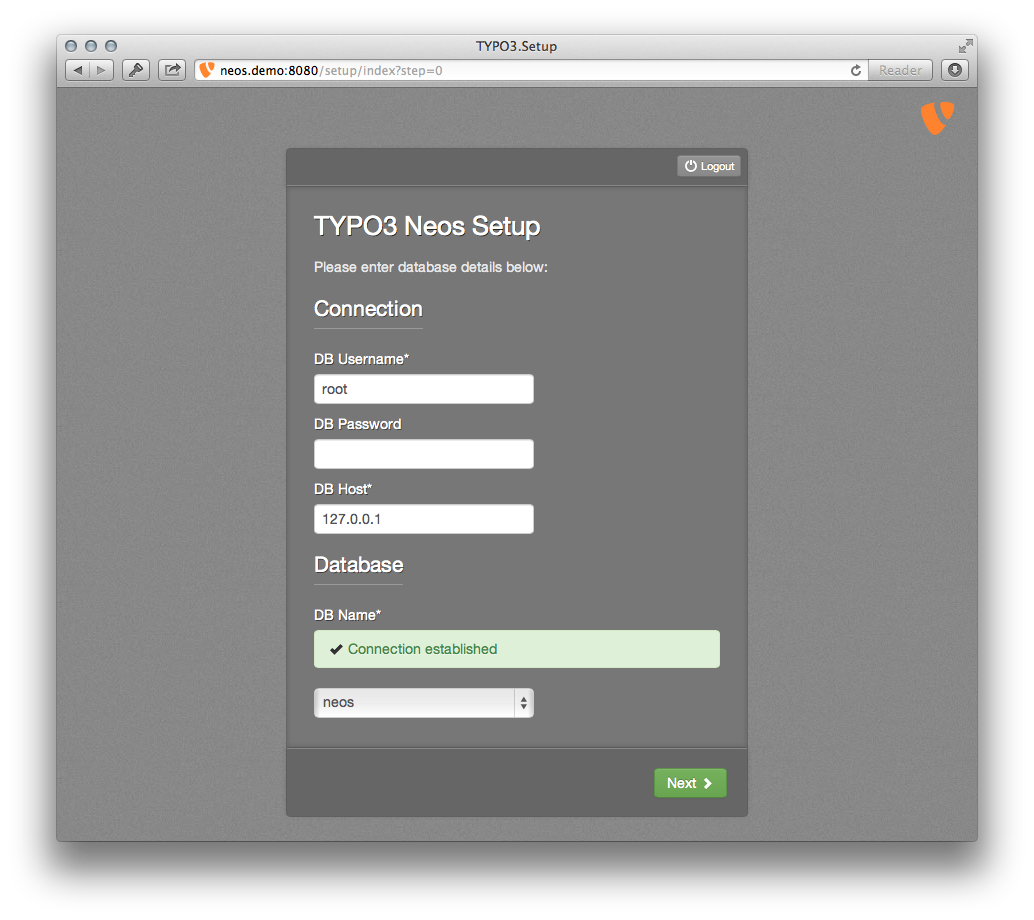 TYPO3.Setup
neos.demo:8080/setup/index?step=0
Reader
Logout
TYPO3 Neos Setup
Please enter database details below:
Connection
DB Username*
root
DB Password
DB Host*
127.0.0.1
Database
DB Name*
Connection established
neos
Next